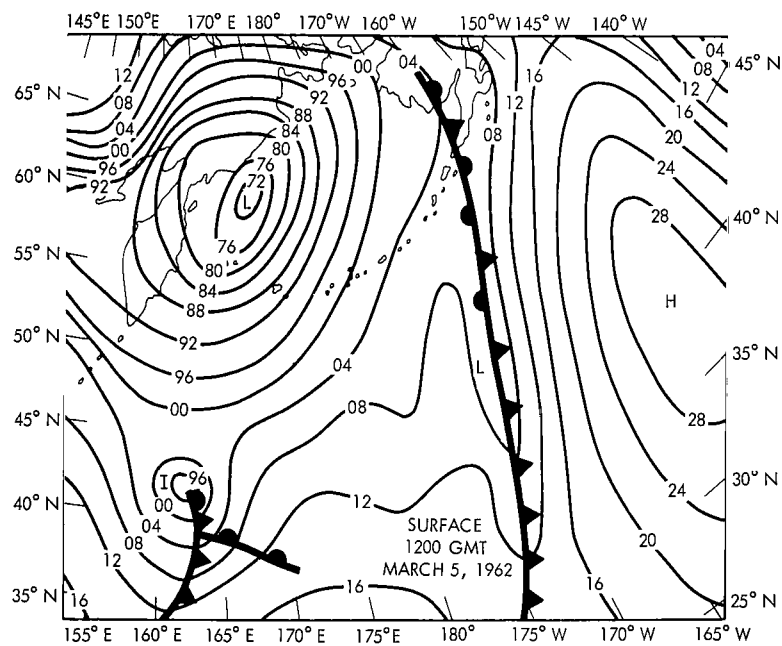 145° E 150° E 160° E 170° E 180° 170° W 160° W 150° W 145° W 140° W
00 04 04
12 96 16 08 45° N
65° N 92 12 12
08 88 08 16
04 84 20
00 80
96 76 24
60° N 92 72
L 28 40° N
55° N 76
80
84 H
88
50° N 92 04 L 35° N
96
00 08 28
45° N
I 96 30° N
40° N 00 12 24
04 SURFACE
08 1200 GMT 20
12 MARCH 5, 1962
35° N 16 16 16 25° N
155° E 160° E 165° E 170° E 175° E 180° 175° W 170° W 165° W